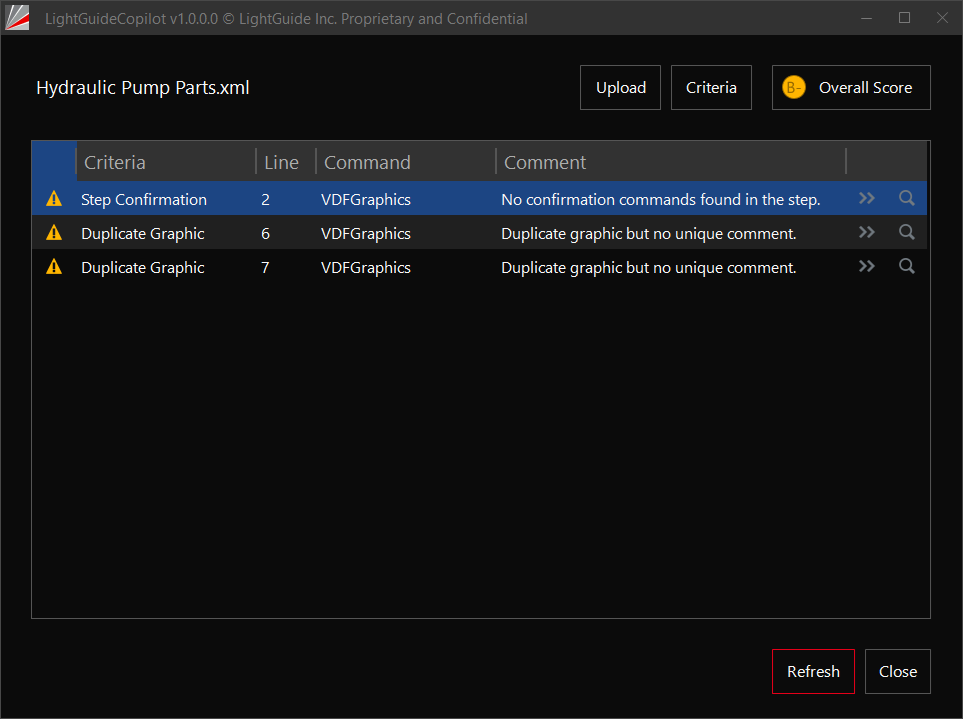 LightGuideCopilot v1.0.0.0 © LightGuide Inc. Proprietary and Confidential
Hydraulic Pump Parts.xml Upload Criteria B- Overall Score
Criteria Line Command Comment
Step Confirmation 2 VDFGraphics No confirmation commands found in the step.
Duplicate Graphic 6 VDFGraphics Duplicate graphic but no unique comment.
Duplicate Graphic 7 VDFGraphics Duplicate graphic but no unique comment.
Refresh Close